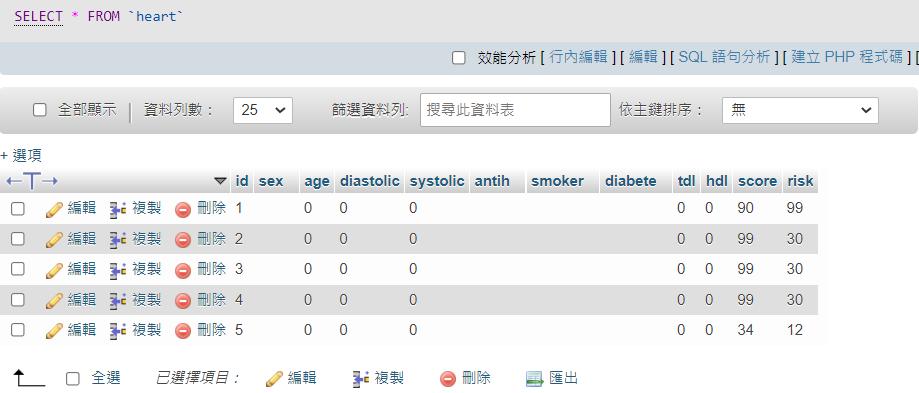 SELECT * FROM `heart`
效能分析 [ 行內編輯 ] [ 編輯 ] [ SQL 語句分析 ] [ 建立 PHP 程式碼 ] [
全部顯示 | 資料列數： 25 篩選資料列: 搜尋此資料表 依主鍵排序： 無
+ 選項
←T→ id sex age diastolic systolic antih smoker diabete tdl hdl score risk
編輯 複製 刪除 1 0 0 0 0 0 90 99
編輯 複製 刪除 2 0 0 0 0 0 99 30
編輯 複製 刪除 3 0 0 0 0 0 99 30
編輯 複製 刪除 4 0 0 0 0 0 99 30
編輯 複製 刪除 5 0 0 0 0 0 34 12
全選 已選擇項目： 編輯 複製 刪除 匯出